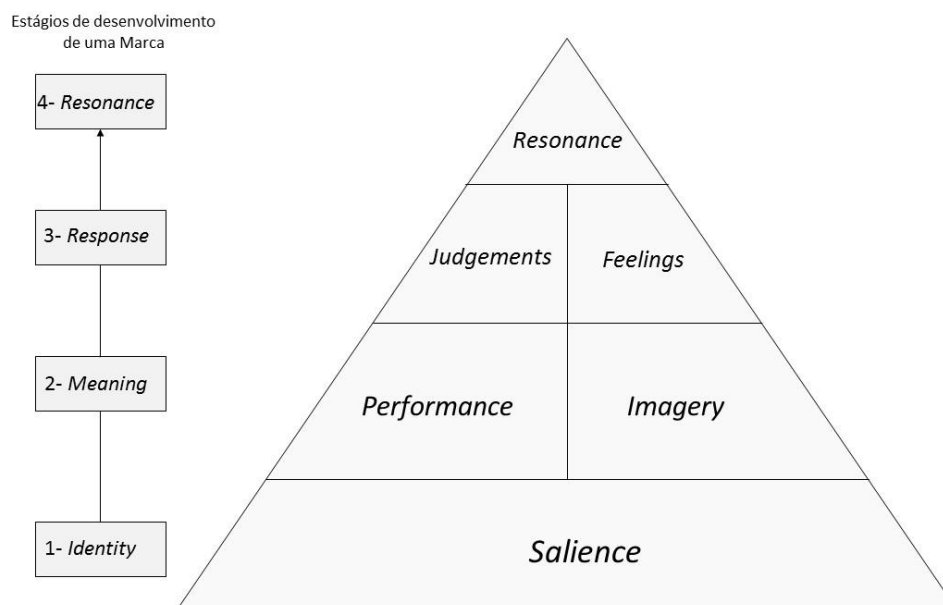 Estágios de desenvolvimento
de uma Marca
4- Resonance
3- Response
2- Meaning
1- Identity
Resonance
Judgements
Feelings
Performance
Imagery
Salience